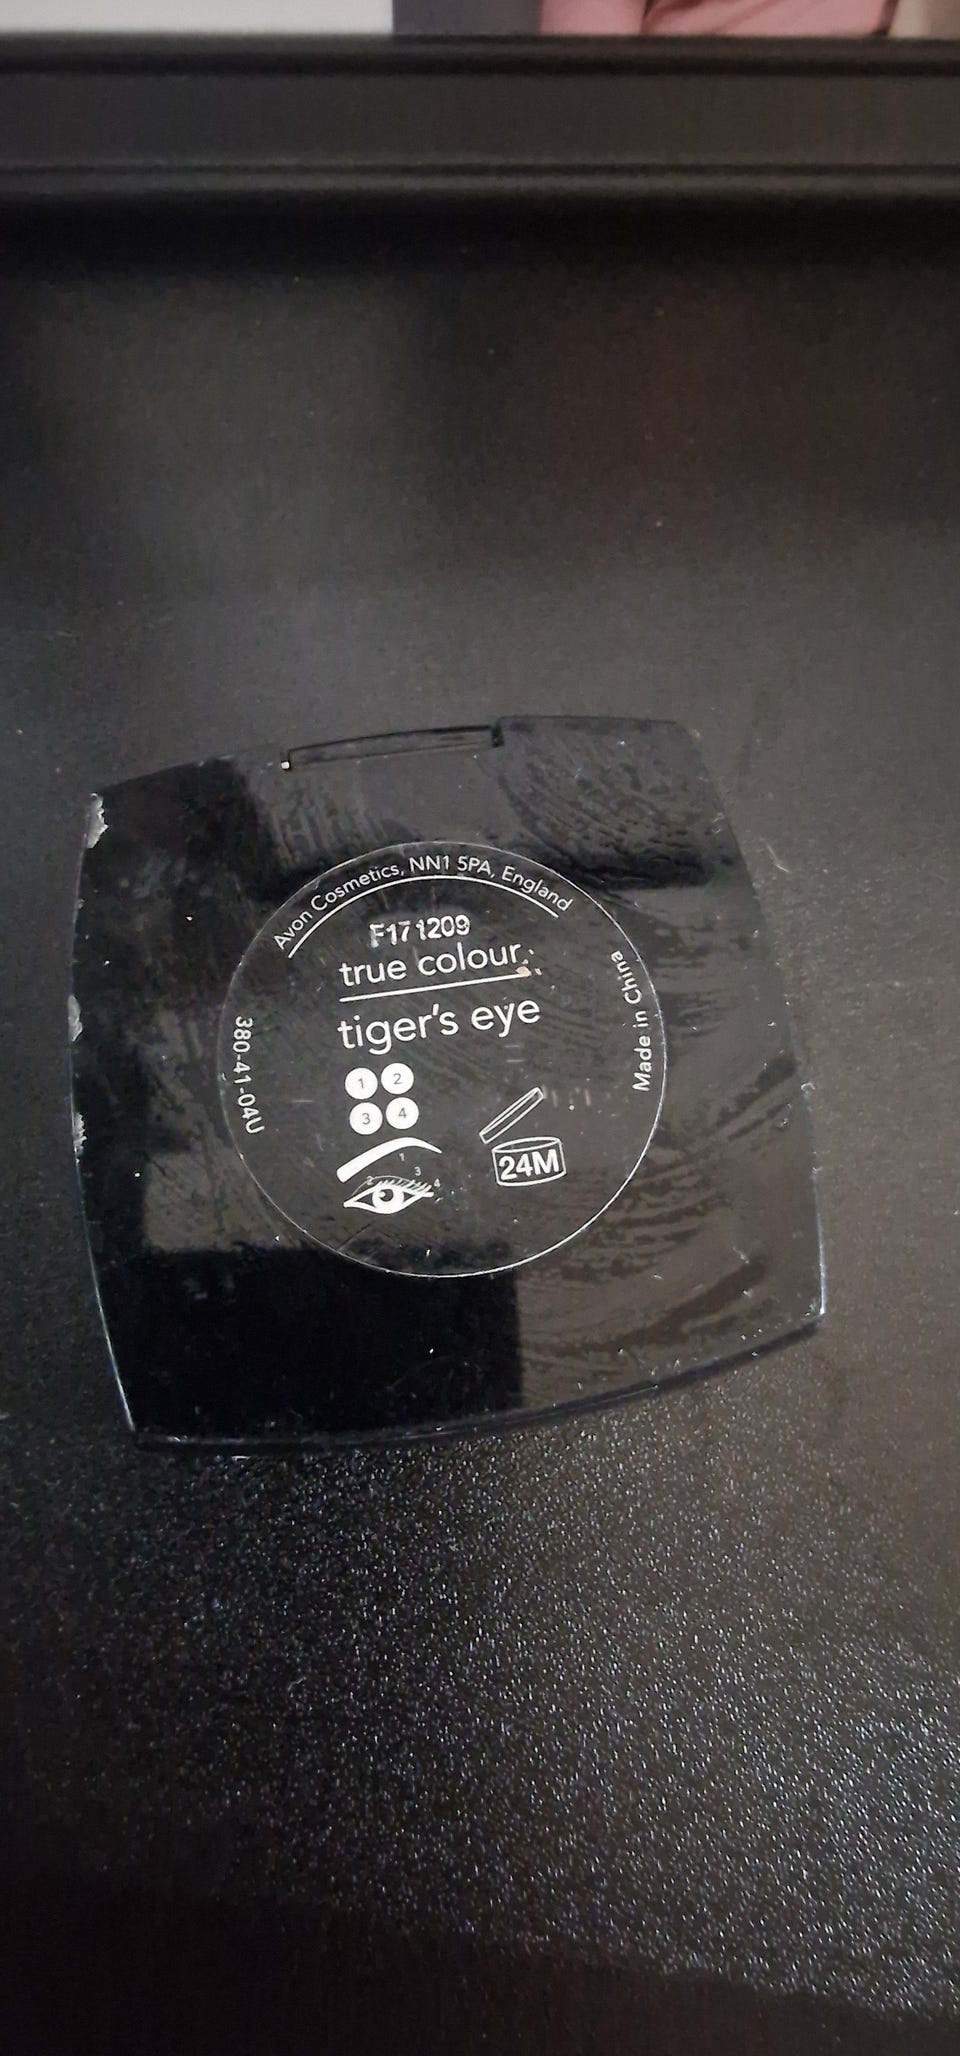 Avon Cosmetics, NN1 5PA, England
F171209
true colour
tiger's eye
1 2
3 4
1
3
2
4
24M
Made in China
380-41-04U